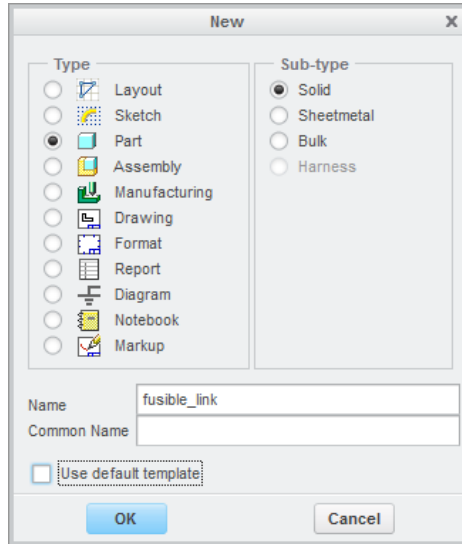 New
X
Type
Layout
Sketch
Part
Assembly
Manufacturing
Drawing
Format
Report
Diagram
Notebook
Markup
Sub-type
Solid
Sheetmetal
Bulk
Harness
Name
fusible_link
Common Name
Use default template
OK
Cancel